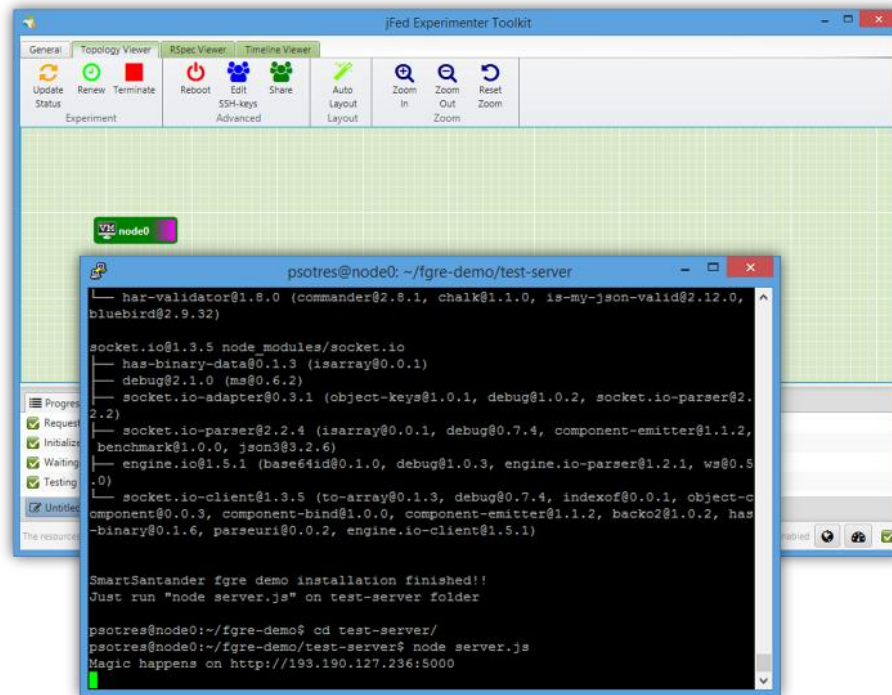 jFed Experimenter Toolkit
General Topology Viewer RSpec Viewer Timeline Viewer
Update Status Renew Terminate Reboot Edit SSH-keys Share Auto Layout Zoom In Zoom Out Reset Zoom
Experiment Advanced Layout Zoom
VM node0
psotres@node0: ~/fgre-demo/test-server
└── har-validator@1.8.0 (commander@2.8.1, chalk@1.1.0, is-my-json-valid@2.12.0,
bluebird@2.9.32)
socket.io@1.3.5 node_modules/socket.io
├── has-binary-data@0.1.3 (isarray@0.0.1)
├── debug@2.1.0 (ms@0.6.2)
├── socket.io-adapter@0.3.1 (object-keys@1.0.1, debug@1.0.2, socket.io-parser@2.
2.2)
├── socket.io-parser@2.2.4 (isarray@0.0.1, debug@0.7.4, component-emitter@1.1.2,
benchmark@1.0.0, json3@3.2.6)
├── engine.io@1.5.1 (base64id@0.1.0, debug@1.0.3, engine.io-parser@1.2.1, ws@0.5
.0)
└── socket.io-client@1.3.5 (to-array@0.1.3, debug@0.7.4, indexof@0.0.1, object-c
omponent@0.0.3, component-bind@1.0.0, component-emitter@1.1.2, backo2@1.0.2, has
-binary@0.1.6, parseuri@0.0.2, engine.io-client@1.5.1)
SmartSantander fgre demo installation finished!!
Just run "node server.js" on test-server folder
psotres@node0:~/fgre-demo$ cd test-server/
psotres@node0:~/fgre-demo/test-server$ node server.js
Magic happens on http://193.190.127.236:5000
Progres
Request
Initialize
Waiting
Testing
Untitled
The resources
nabled